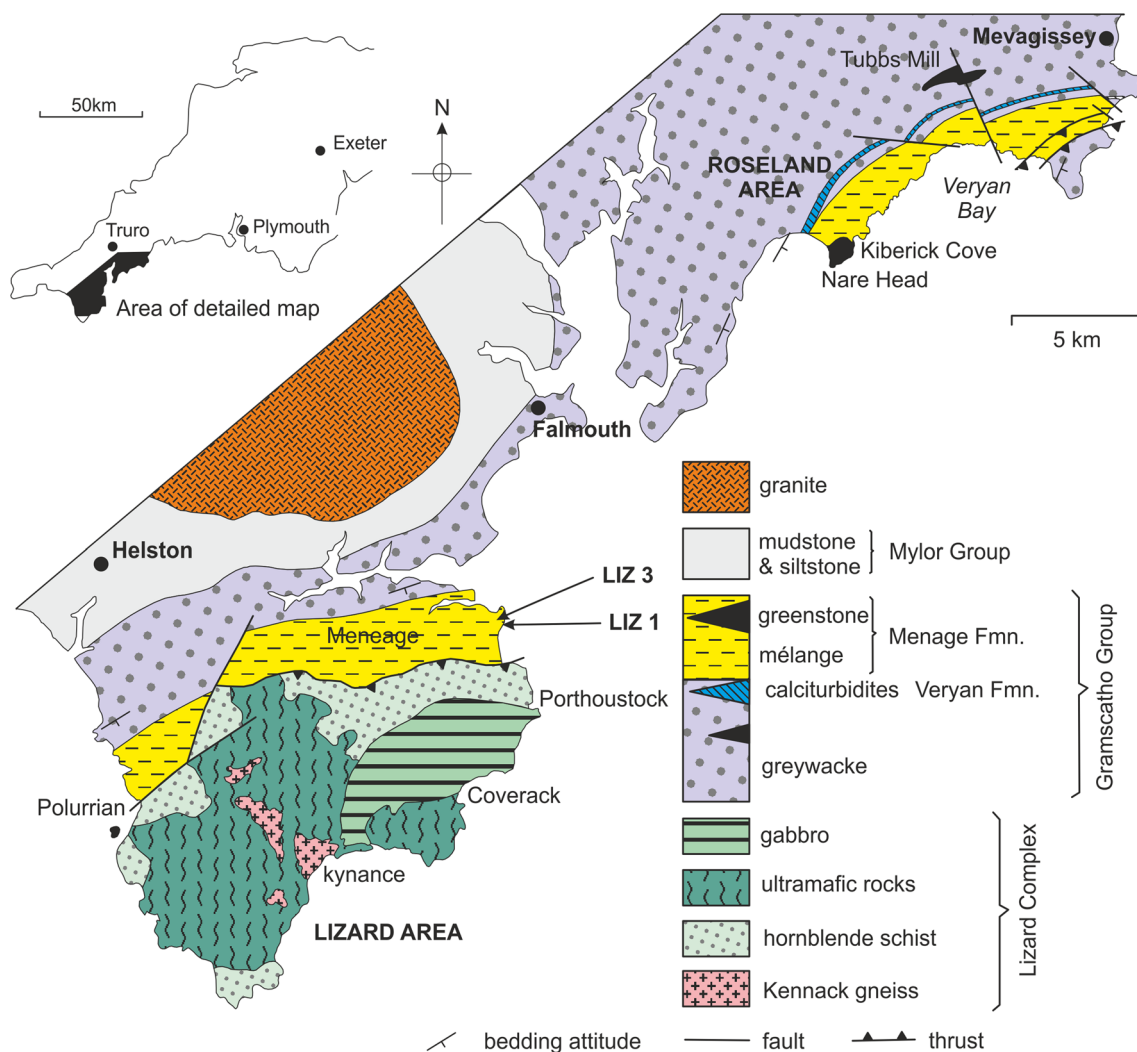 Mevagissey
Tubbs Mill
50km
N
Exeter
ROSELAND
AREA
Veryan
Bay
Truro
Plymouth
Kiberick Cove
Nare Head
Area of detailed map
5 km
Falmouth
granite
Helston
mudstone
& siltstone
Mylor Group
LIZ 3
LIZ 1
Meneage
greenstone
mélange
Menage Fmn.
calciturbidites Veryan Fmn.
greywacke
Gramscatho Group
Porthoustock
Polurrian
Coverack
kynance
LIZARD AREA
gabbro
ultramafic rocks
hornblende schist
Kennack gneiss
Lizard Complex
bedding attitude
fault
thrust